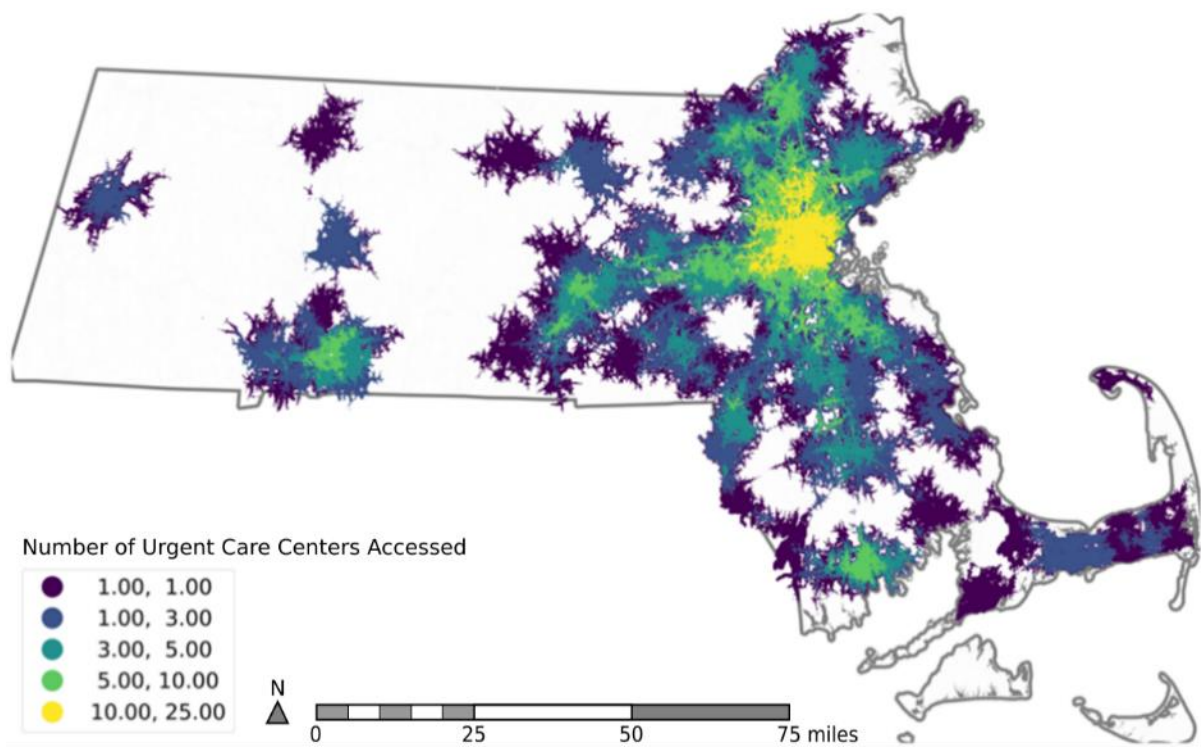 Number of Urgent Care Centers Accessed
1.00, 1.00
1.00, 3.00
3.00, 5.00
5.00, 10.00
10.00, 25.00
N
0 25 50 75 miles